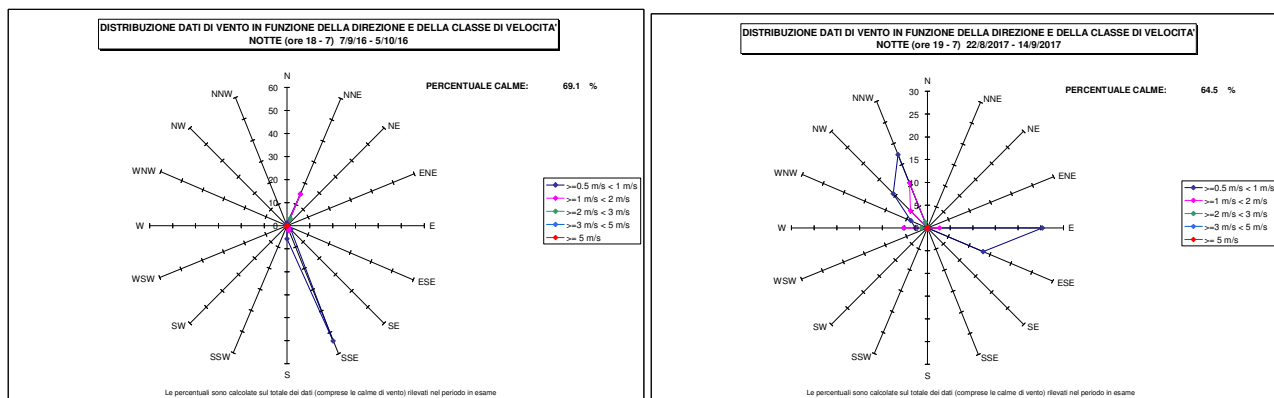 DISTRIBUZIONE DATI DI VENTO IN FUNZIONE DELLA DIREZIONE E DELLA CLASSE DI VELOCITA'
NOTTE (ore 18 - 7) 7/9/16 - 5/10/16
PERCENTUALE CALME: 69.1 %
N
NNE
NE
ENE
E
ESE
SE
SSE
S
SSW
SW
WSW
W
WNW
NW
NNW
60
50
40
30
20
10
0
>=0.5 m/s < 1 m/s
>=1 m/s < 2 m/s
>=2 m/s < 3 m/s
>=3 m/s < 5 m/s
>= 5 m/s
Le percentuali sono calcolate sul totale dei dati (comprese le calme di vento) rilevati nel periodo in esame
DISTRIBUZIONE DATI DI VENTO IN FUNZIONE DELLA DIREZIONE E DELLA CLASSE DI VELOCITA'
NOTTE (ore 19 - 7) 22/8/2017 - 14/9/2017
PERCENTUALE CALME: 64.5 %
N
NNE
NE
ENE
E
ESE
SE
SSE
S
SSW
SW
WSW
W
WNW
NW
NNW
30
25
20
15
10
5
0
>=0.5 m/s < 1 m/s
>=1 m/s < 2 m/s
>=2 m/s < 3 m/s
>=3 m/s < 5 m/s
>= 5 m/s
Le percentuali sono calcolate sul totale dei dati (comprese le calme di vento) rilevati nel periodo in esame